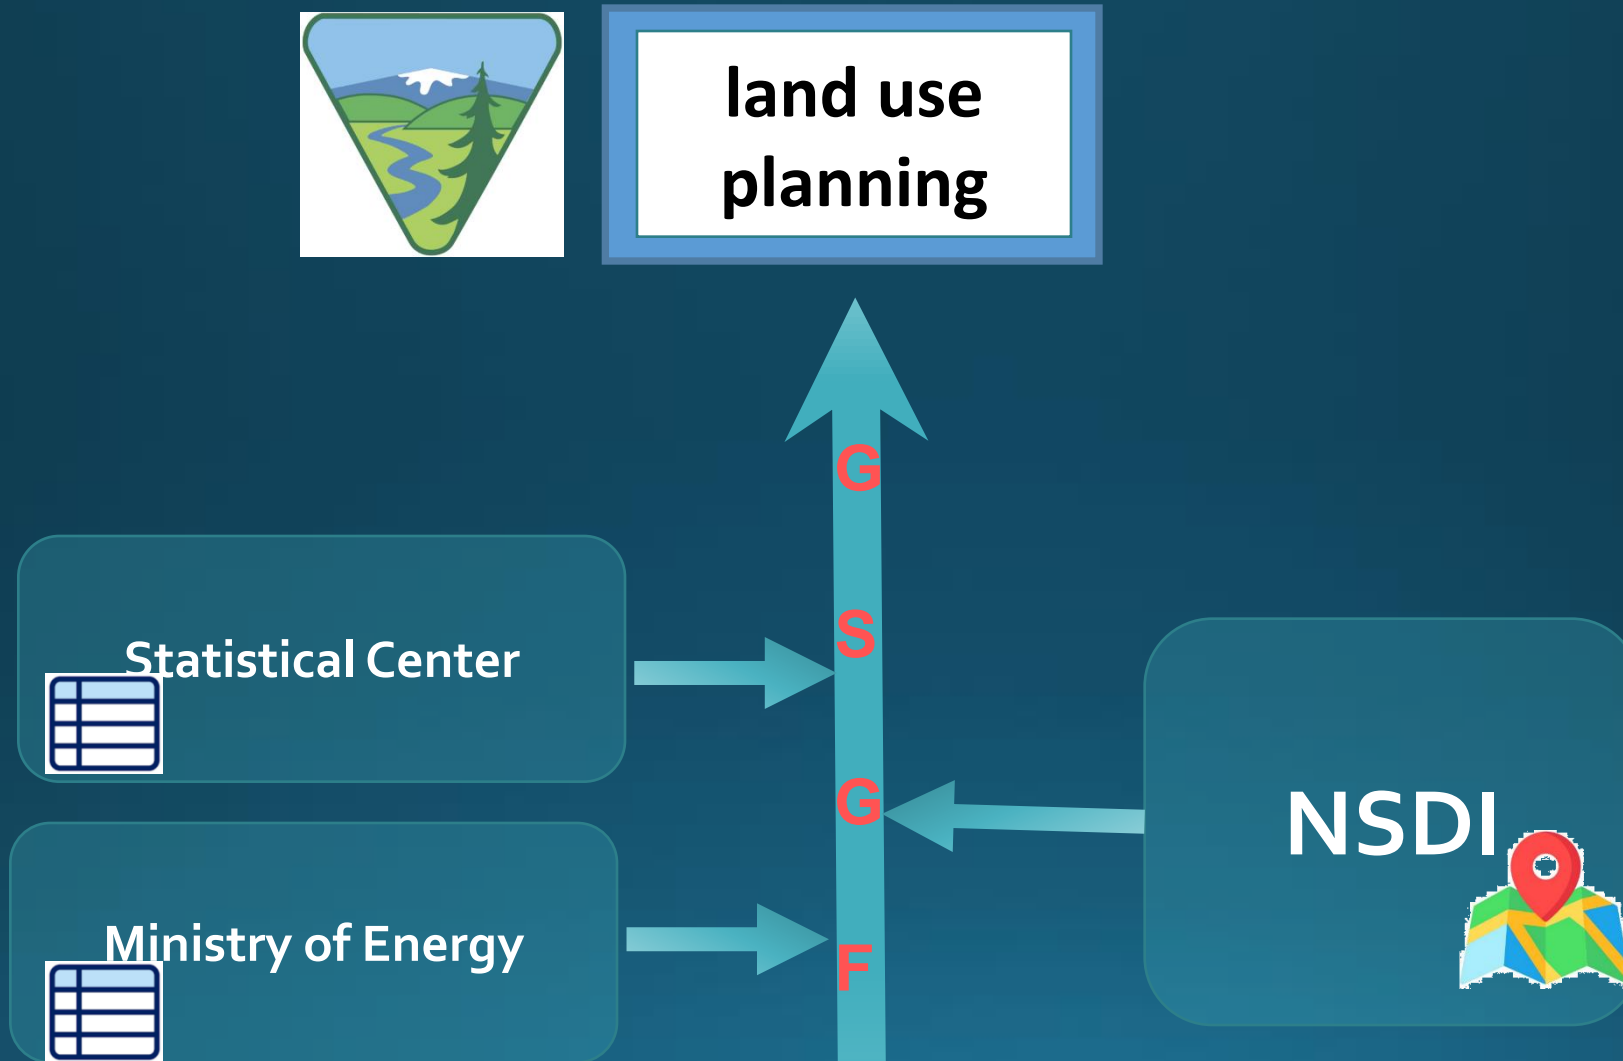 land use
planning
G
S
G
F
Statistical Center
Ministry of Energy
NSDI